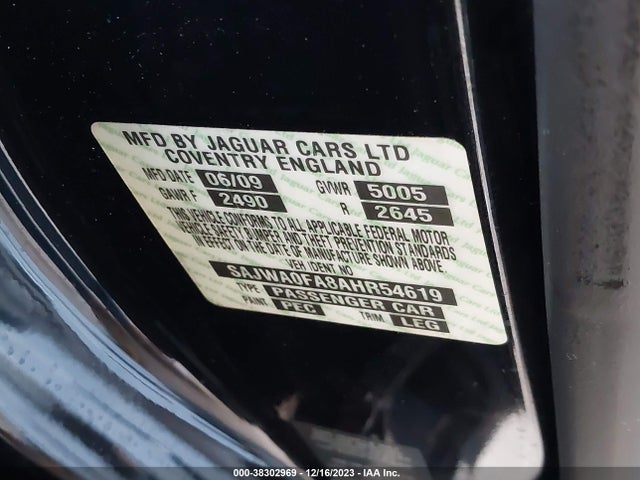 MFD BY JAGUAR CARS LTD
COVENTRY ENGLAND
MFD DATE 06/09 GVWR 5005
GAWR F 2490 R 2645
THIS VEHICLE CONFORMS TO ALL APPLICABLE FEDERAL MOTOR
VEHICLE SAFETY BUMPER AND THEFT PREVENTION STANDARDS
IN EFFECT ON THE DATE OF MANUFACTURE SHOWN ABOVE.
VEH IDENT NO
SAJWA0FA8AHR54619
TYPE PASSENGER CAR
PAINT PEC TRIM LEG
000-38302969 - 12/16/2023 - IAA Inc.